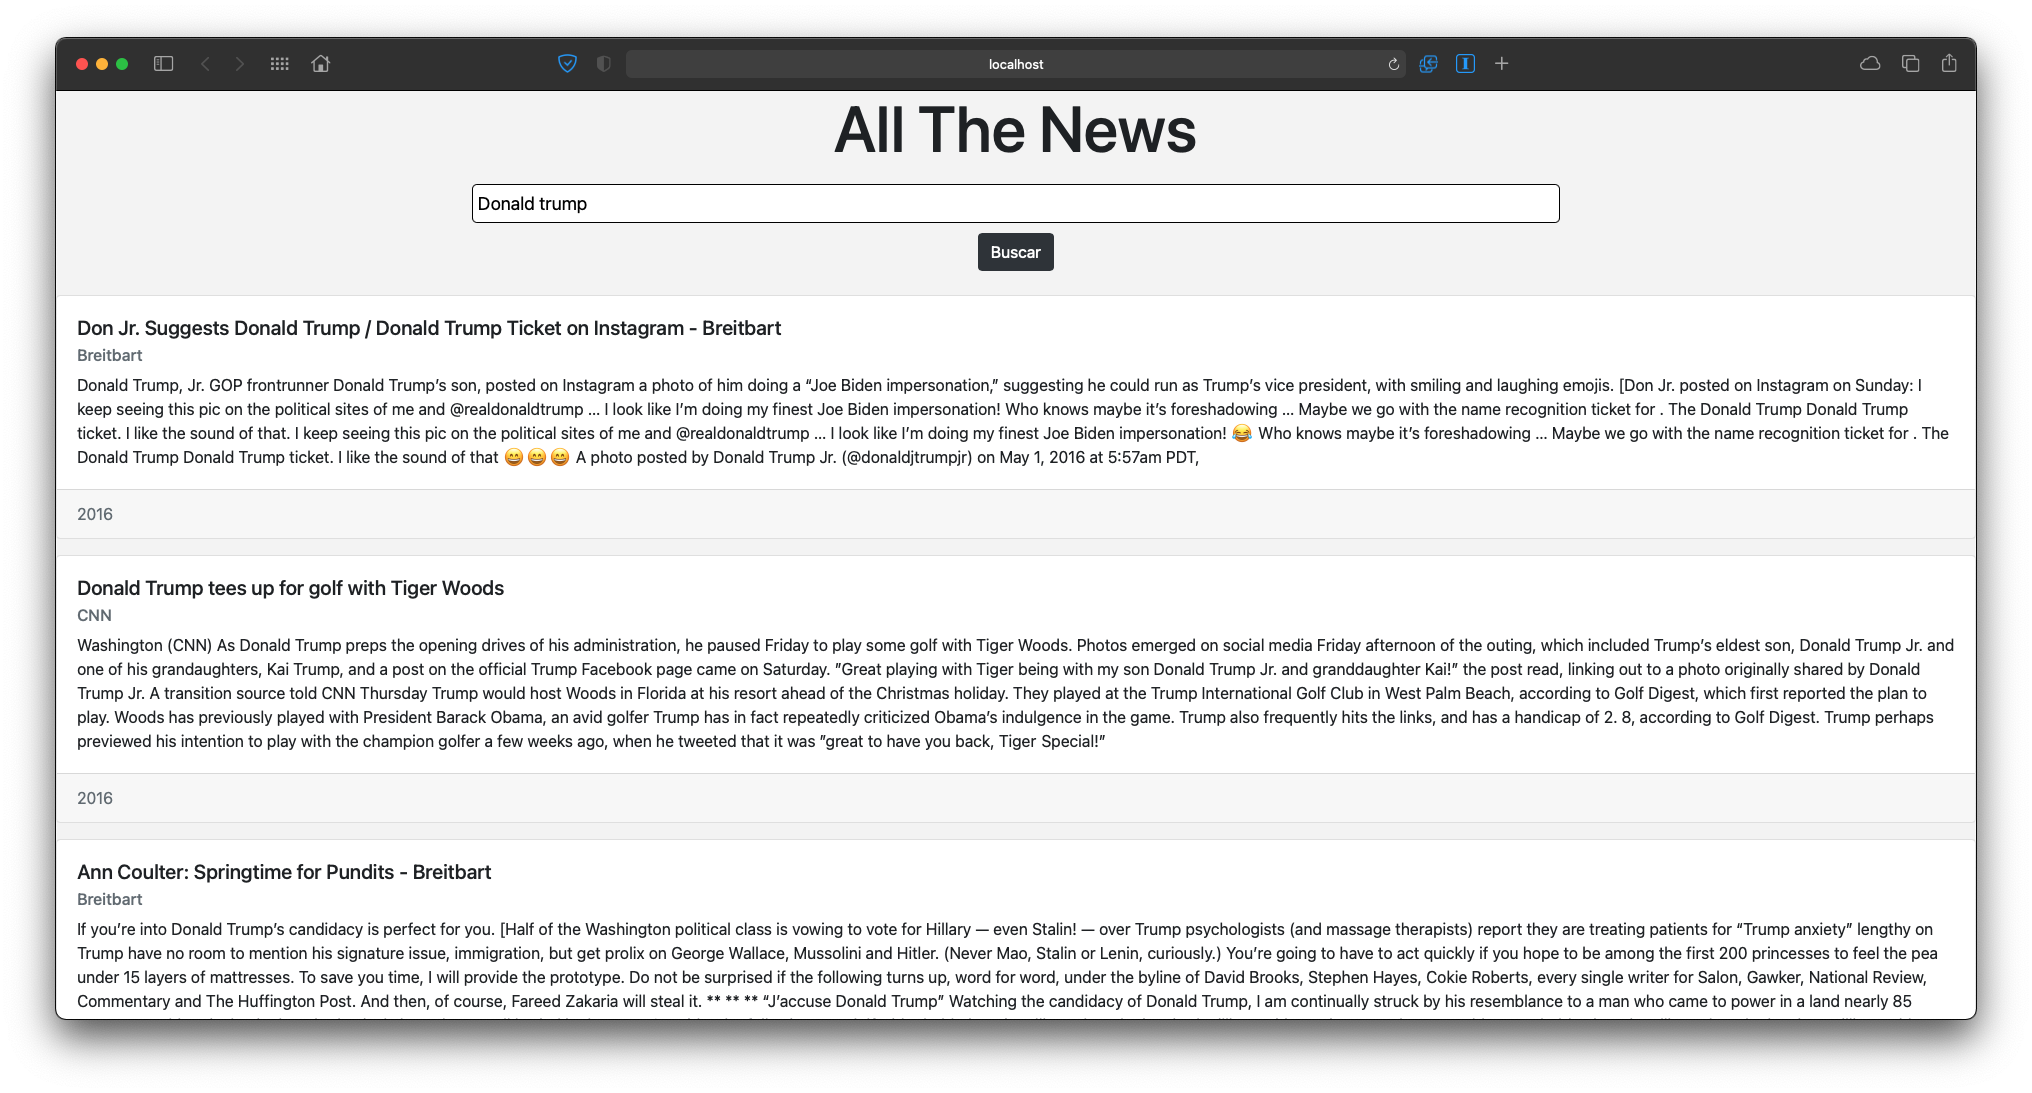 localhost
All The News
Donald trump
Buscar
Don Jr. Suggests Donald Trump / Donald Trump Ticket on Instagram - Breitbart
Breitbart
Donald Trump, Jr. GOP frontrunner Donald Trump’s son, posted on Instagram a photo of him doing a “Joe Biden impersonation,” suggesting he could run as Trump’s vice president, with smiling and laughing emojis. [Don Jr. posted on Instagram on Sunday: I
keep seeing this pic on the political sites of me and @realdonaldtrump … I look like I’m doing my finest Joe Biden impersonation! Who knows maybe it’s foreshadowing … Maybe we go with the name recognition ticket for . The Donald Trump Donald Trump
ticket. I like the sound of that. I keep seeing this pic on the political sites of me and @realdonaldtrump … I look like I’m doing my finest Joe Biden impersonation! 😂 Who knows maybe it’s foreshadowing … Maybe we go with the name recognition ticket for . The
Donald Trump Donald Trump ticket. I like the sound of that 😄 😄 😄 A photo posted by Donald Trump Jr. (@donaldjtrumpjr) on May 1, 2016 at 5:57am PDT,
2016
Donald Trump tees up for golf with Tiger Woods
CNN
Washington (CNN) As Donald Trump preps the opening drives of his administration, he paused Friday to play some golf with Tiger Woods. Photos emerged on social media Friday afternoon of the outing, which included Trump’s eldest son, Donald Trump Jr. and
one of his grandaughters, Kai Trump, and a post on the official Trump Facebook page came on Saturday. ”Great playing with Tiger being with my son Donald Trump Jr. and granddaughter Kai!” the post read, linking out to a photo originally shared by Donald
Trump Jr. A transition source told CNN Thursday Trump would host Woods in Florida at his resort ahead of the Christmas holiday. They played at the Trump International Golf Club in West Palm Beach, according to Golf Digest, which first reported the plan to
play. Woods has previously played with President Barack Obama, an avid golfer Trump has in fact repeatedly criticized Obama’s indulgence in the game. Trump also frequently hits the links, and has a handicap of 2. 8, according to Golf Digest. Trump perhaps
previewed his intention to play with the champion golfer a few weeks ago, when he tweeted that it was ”great to have you back, Tiger Special!”
2016
Ann Coulter: Springtime for Pundits - Breitbart
Breitbart
If you’re into Donald Trump’s candidacy is perfect for you. [Half of the Washington political class is vowing to vote for Hillary — even Stalin! — over Trump psychologists (and massage therapists) report they are treating patients for “Trump anxiety” lengthy on
Trump have no room to mention his signature issue, immigration, but get prolix on George Wallace, Mussolini and Hitler. (Never Mao, Stalin or Lenin, curiously.) You’re going to have to act quickly if you hope to be among the first 200 princesses to feel the pea
under 15 layers of mattresses. To save you time, I will provide the prototype. Do not be surprised if the following turns up, word for word, under the byline of David Brooks, Stephen Hayes, Cokie Roberts, every single writer for Salon, Gawker, National Review,
Commentary and The Huffington Post. And then, of course, Fareed Zakaria will steal it. ** ** ** “J’accuse Donald Trump” Watching the candidacy of Donald Trump, I am continually struck by his resemblance to a man who came to power in a land nearly 85